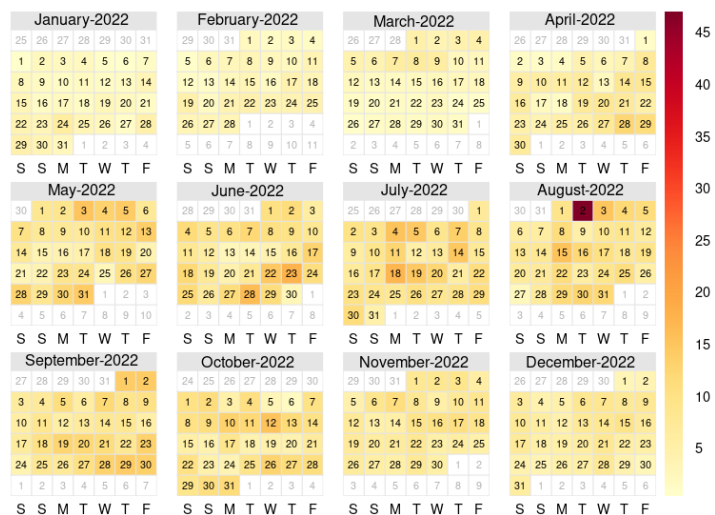 January-2022
25 26 27 28 29 30 31
1 2 3 4 5 6 7
8 9 10 11 12 13 14
15 16 17 18 19 20 21
22 23 24 25 26 27 28
29 30 31 1 2 3 4
S S M T W T F
February-2022
29 30 31 1 2 3 4
5 6 7 8 9 10 11
12 13 14 15 16 17 18
19 20 21 22 23 24 25
26 27 28 1 2 3 4
5 6 7 8 9 10 11
S S M T W T F
March-2022
26 27 28 1 2 3 4
5 6 7 8 9 10 11
12 13 14 15 16 17 18
19 20 21 22 23 24 25
26 27 28 29 30 31 1
2 3 4 5 6 7 8
S S M T W T F
April-2022
26 27 28 29 30 31 1
2 3 4 5 6 7 8
9 10 11 12 13 14 15
16 17 18 19 20 21 22
23 24 25 26 27 28 29
30 1 2 3 4 5 6
S S M T W T F
May-2022
30 1 2 3 4 5 6
7 8 9 10 11 12 13
14 15 16 17 18 19 20
21 22 23 24 25 26 27
28 29 30 31 1 2 3
4 5 6 7 8 9 10
S S M T W T F
June-2022
28 29 30 31 1 2 3
4 5 6 7 8 9 10
11 12 13 14 15 16 17
18 19 20 21 22 23 24
25 26 27 28 29 30 1
2 3 4 5 6 7 8
S S M T W T F
July-2022
25 26 27 28 29 30 1
2 3 4 5 6 7 8
9 10 11 12 13 14 15
16 17 18 19 20 21 22
23 24 25 26 27 28 29
30 31 1 2 3 4 5
S S M T W T F
August-2022
30 31 1 2 3 4 5
6 7 8 9 10 11 12
13 14 15 16 17 18 19
20 21 22 23 24 25 26
27 28 29 30 31 1 2
3 4 5 6 7 8 9
S S M T W T F
September-2022
27 28 29 30 31 1 2
3 4 5 6 7 8 9
10 11 12 13 14 15 16
17 18 19 20 21 22 23
24 25 26 27 28 29 30
1 2 3 4 5 6 7
S S M T W T F
October-2022
24 25 26 27 28 29 30
1 2 3 4 5 6 7
8 9 10 11 12 13 14
15 16 17 18 19 20 21
22 23 24 25 26 27 28
29 30 31 1 2 3 4
S S M T W T F
November-2022
29 30 31 1 2 3 4
5 6 7 8 9 10 11
12 13 14 15 16 17 18
19 20 21 22 23 24 25
26 27 28 29 30 1 2
3 4 5 6 7 8 9
S S M T W T F
December-2022
26 27 28 29 30 1 2
3 4 5 6 7 8 9
10 11 12 13 14 15 16
17 18 19 20 21 22 23
24 25 26 27 28 29 30
31 1 2 3 4 5 6
S S M T W T F
45
40
35
30
25
20
15
10
5